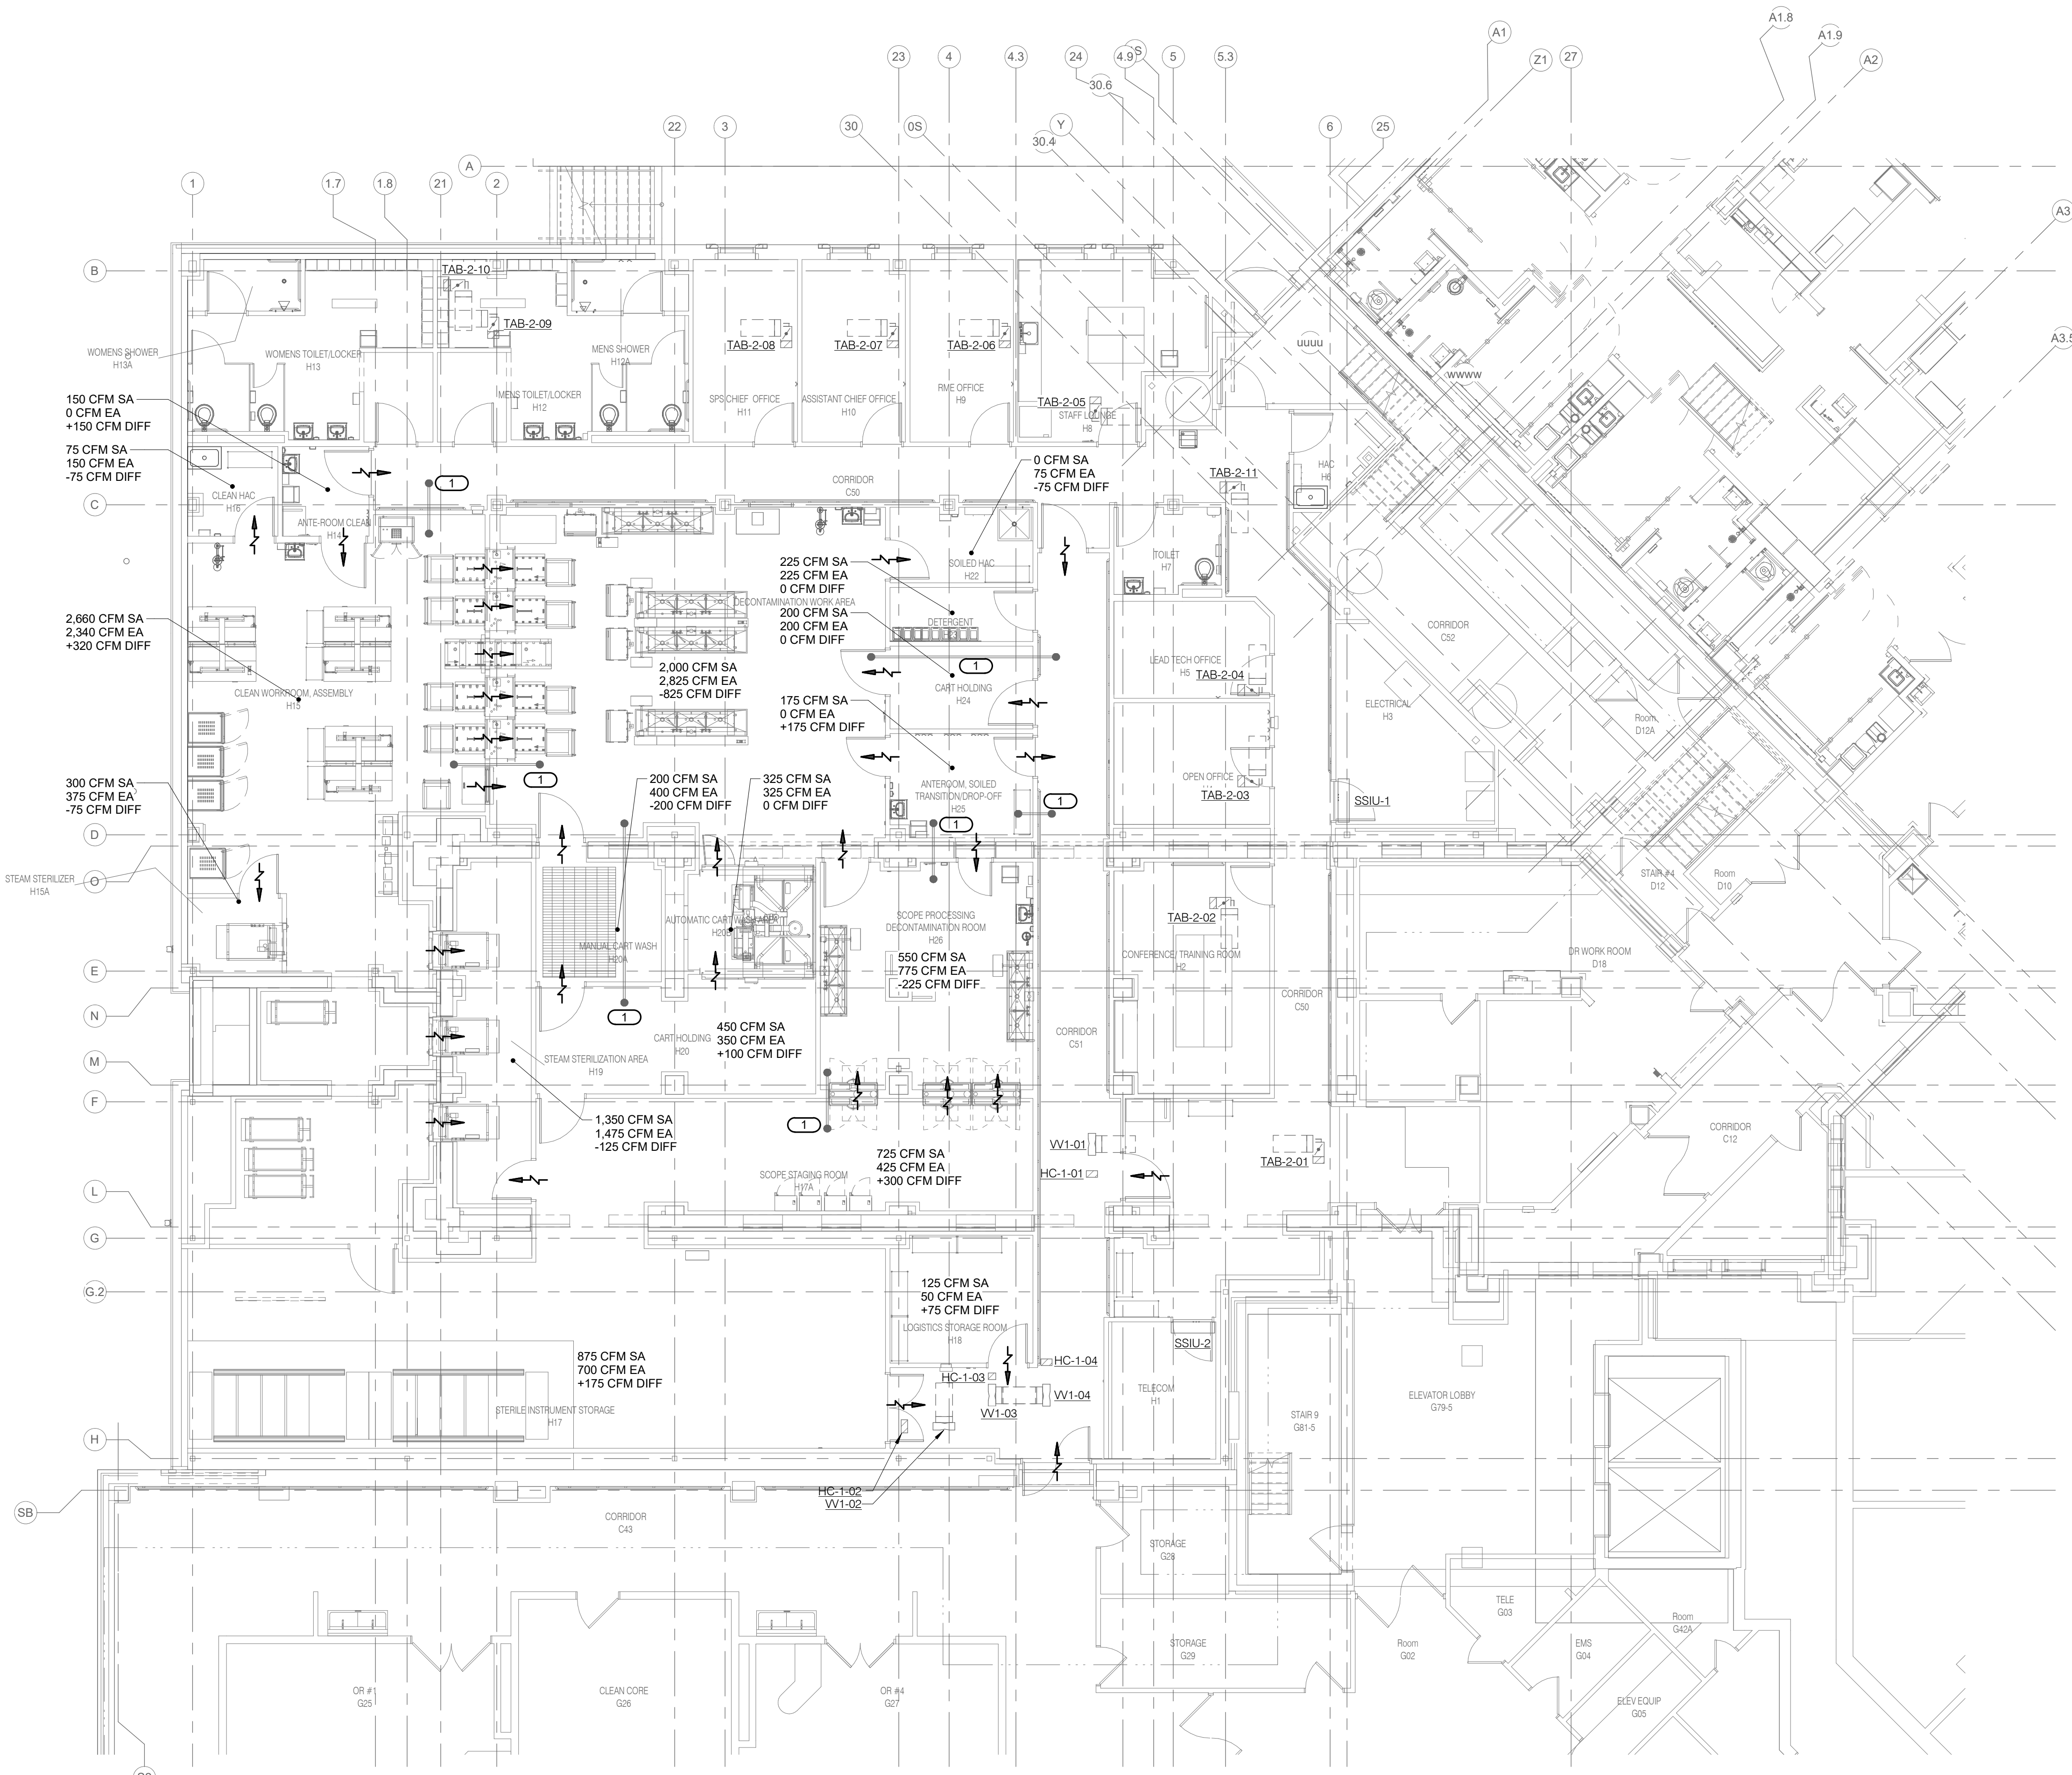 A1.8
A1
A1.9
23
4
4.3
24
4.9
S
5
5.3
Z1
27
A2
30.6
22
3
30
0S
30.4
Y
6
25
A
1
1.7
1.8
21
2
A3
B
TAB-2-10
TAB-2-09
TAB-2-08
TAB-2-07
TAB-2-06
uuuu
A3.5
WOMENS SHOWER
H13A
WOMENS TOILET/LOCKER
H13
MENS SHOWER
H12A
wwww
MENS TOILET/LOCKER
H12
SPS CHIEF OFFICE
H11
ASSISTANT CHIEF OFFICE
H10
RME OFFICE
H9
TAB-2-05
STAFF LOUNGE
H8
150 CFM SA
0 CFM EA
+150 CFM DIFF
75 CFM SA
150 CFM EA
-75 CFM DIFF
1
CORRIDOR
C50
0 CFM SA
75 CFM EA
-75 CFM DIFF
TAB-2-11
HAC
H6
CLEAN HAC
H16
C
ANTE-ROOM CLEAN
H14
TOILET
H7
SOILED HAC
H22
225 CFM SA
225 CFM EA
0 CFM DIFF
DECONTAMINATION WORK AREA
200 CFM SA
200 CFM EA
0 CFM DIFF
DETERGENT
H23
2,660 CFM SA
2,340 CFM EA
+320 CFM DIFF
CORRIDOR
C52
2,000 CFM SA
2,825 CFM EA
-825 CFM DIFF
1
LEAD TECH OFFICE
H5
TAB-2-04
CLEAN WORKROOM, ASSEMBLY
H15
CART HOLDING
H24
175 CFM SA
0 CFM EA
+175 CFM DIFF
ELECTRICAL
H3
Room
D12A
300 CFM SA
375 CFM EA
-75 CFM DIFF
1
200 CFM SA
400 CFM EA
-200 CFM DIFF
325 CFM SA
325 CFM EA
0 CFM DIFF
ANTEROOM, SOILED
TRANSITION/DROP-OFF
H25
OPEN OFFICE
H4
TAB-2-03
1
SSIU-1
1
D
STEAM STERILIZER
H15A
O
STAIR #4
D12
Room
D10
AUTOMATIC CART WASH AREA
H20B
MANUAL CART WASH
H20A
SCOPE PROCESSING
DECONTAMINATION ROOM
H26
TAB-2-02
550 CFM SA
775 CFM EA
-225 CFM DIFF
CONFERENCE/ TRAINING ROOM
H2
DR WORK ROOM
D18
E
N
1
CORRIDOR
C50
450 CFM SA
350 CFM EA
+100 CFM DIFF
CART HOLDING
H20
CORRIDOR
C51
STEAM STERILIZATION AREA
H19
M
F
1,350 CFM SA
1,475 CFM EA
-125 CFM DIFF
1
VV1-01
HC-1-01
TAB-2-01
CORRIDOR
C12
725 CFM SA
425 CFM EA
+300 CFM DIFF
SCOPE STAGING ROOM
H17A
L
G
G.2
125 CFM SA
50 CFM EA
+75 CFM DIFF
LOGISTICS STORAGE ROOM
H18
SSIU-2
875 CFM SA
700 CFM EA
+175 CFM DIFF
HC-1-04
HC-1-03
VV1-04
VV1-03
TELECOM
H1
STERILE INSTRUMENT STORAGE
H17
STAIR 9
G81-5
ELEVATOR LOBBY
G79-5
H
HC-1-02
VV1-02
SB
CORRIDOR
C43
STORAGE
G28
TELE
G03
Room
G42A
STORAGE
G29
Room
G02
EMS
G04
OR #1
G25
CLEAN CORE
G26
OR #4
G27
ELEV EQUIP
G05